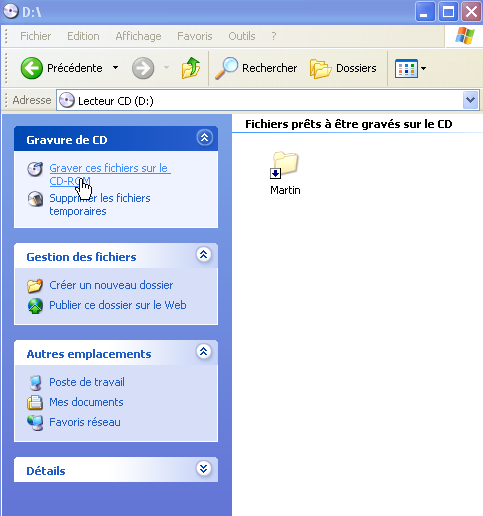 D:\
Fichier Edition Affichage Favoris Outils ?
Précédente Rechercher Dossiers
Adresse Lecteur CD (D:)
Gravure de CD
Graver ces fichiers sur le
CD-ROM
Supprimer les fichiers
temporaires
Gestion des fichiers
Créer un nouveau dossier
Publier ce dossier sur le Web
Autres emplacements
Poste de travail
Mes documents
Favoris réseau
Détails
Fichiers prêts à être gravés sur le CD
Martin